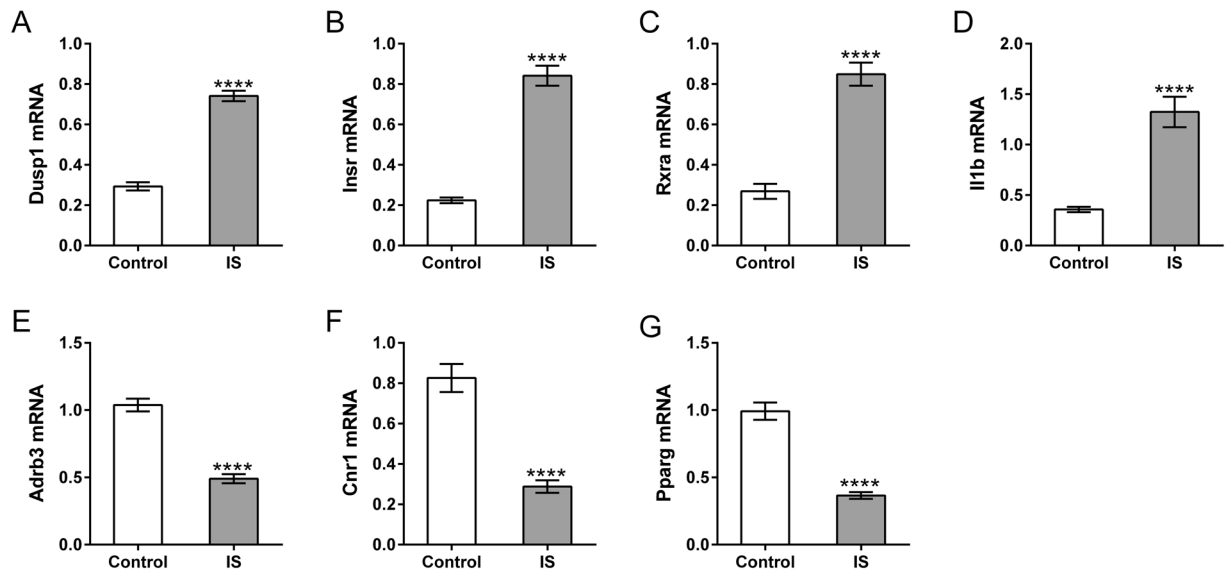 A
Dusp1 mRNA
1.0
0.8
0.6
0.4
0.2
0.0
****
Control IS
B
Insr mRNA
1.0
0.8
0.6
0.4
0.2
0.0
****
Control IS
C
Rxra mRNA
1.0
0.8
0.6
0.4
0.2
0.0
****
Control IS
D
Il1b mRNA
2.0
1.5
1.0
0.5
0.0
****
Control IS
E
Adrb3 mRNA
1.5
1.0
0.5
0.0
****
Control IS
F
Cnr1 mRNA
1.0
0.8
0.6
0.4
0.2
0.0
****
Control IS
G
Pparg mRNA
1.5
1.0
0.5
0.0
****
Control IS